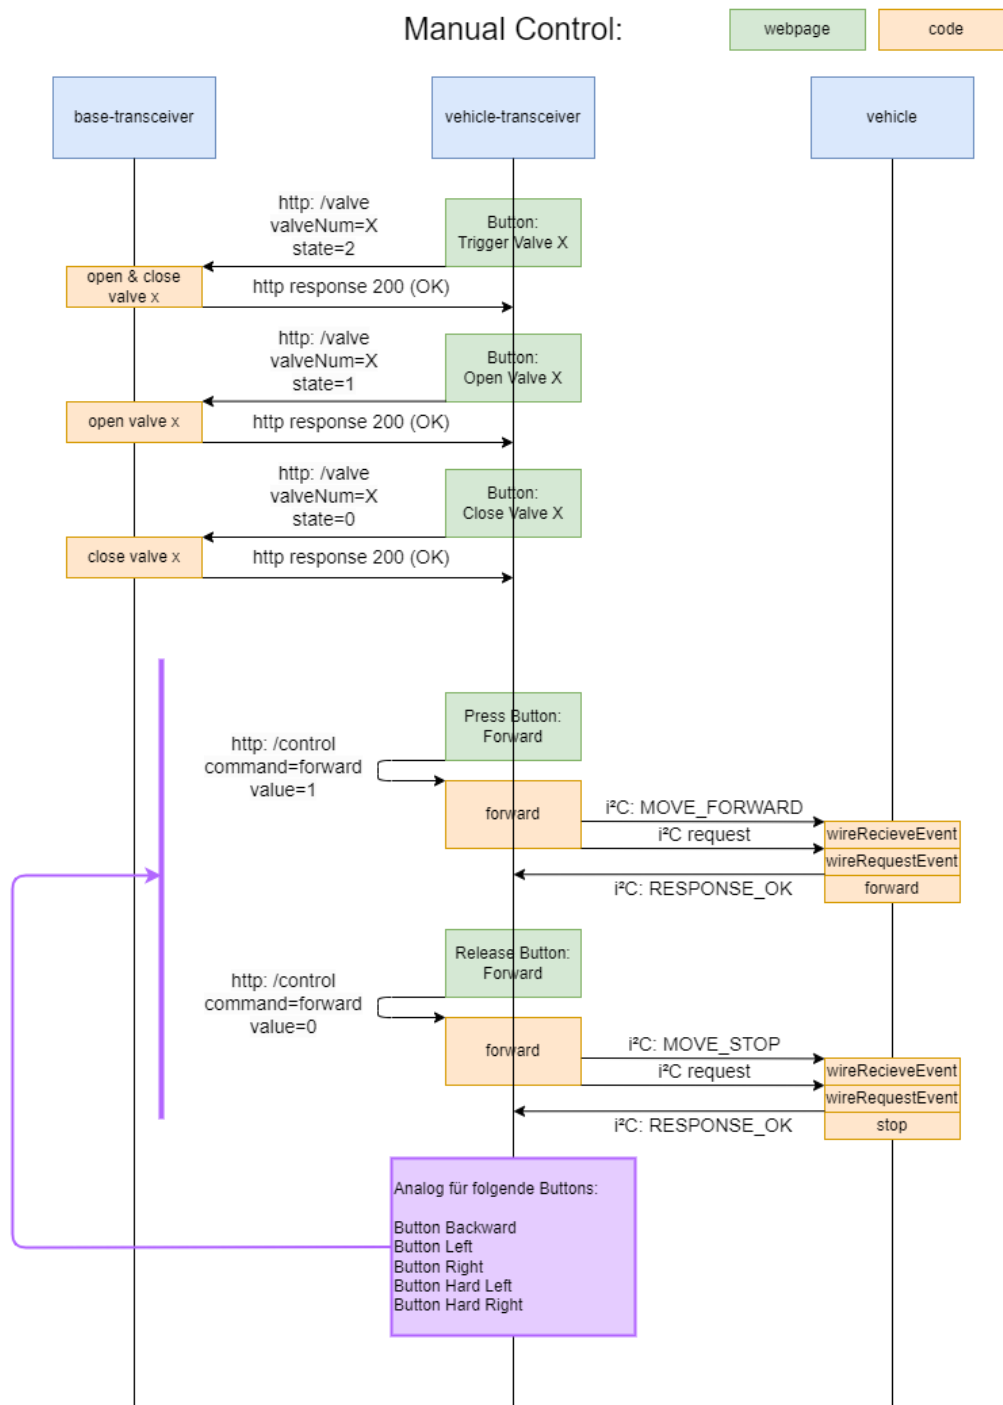 Manual Control:
webpage
code
base-transceiver
vehicle-transceiver
vehicle
http: /valve
valveNum=X
state=2
Button:
Trigger Valve X
open & close
valve x
http response 200 (OK)
http: /valve
valveNum=X
state=1
Button:
Open Valve X
open valve x
http response 200 (OK)
http: /valve
valveNum=X
state=0
Button:
Close Valve X
close valve x
http response 200 (OK)
Press Button:
Forward
http: /control
command=forward
value=1
forward
i²C: MOVE_FORWARD
i²C request
wireRecieveEvent
wireRequestEvent
i²C: RESPONSE_OK
forward
Release Button:
Forward
http: /control
command=forward
value=0
forward
i²C: MOVE_STOP
i²C request
wireRecieveEvent
wireRequestEvent
i²C: RESPONSE_OK
stop
Analog für folgende Buttons:
Button Backward
Button Left
Button Right
Button Hard Left
Button Hard Right